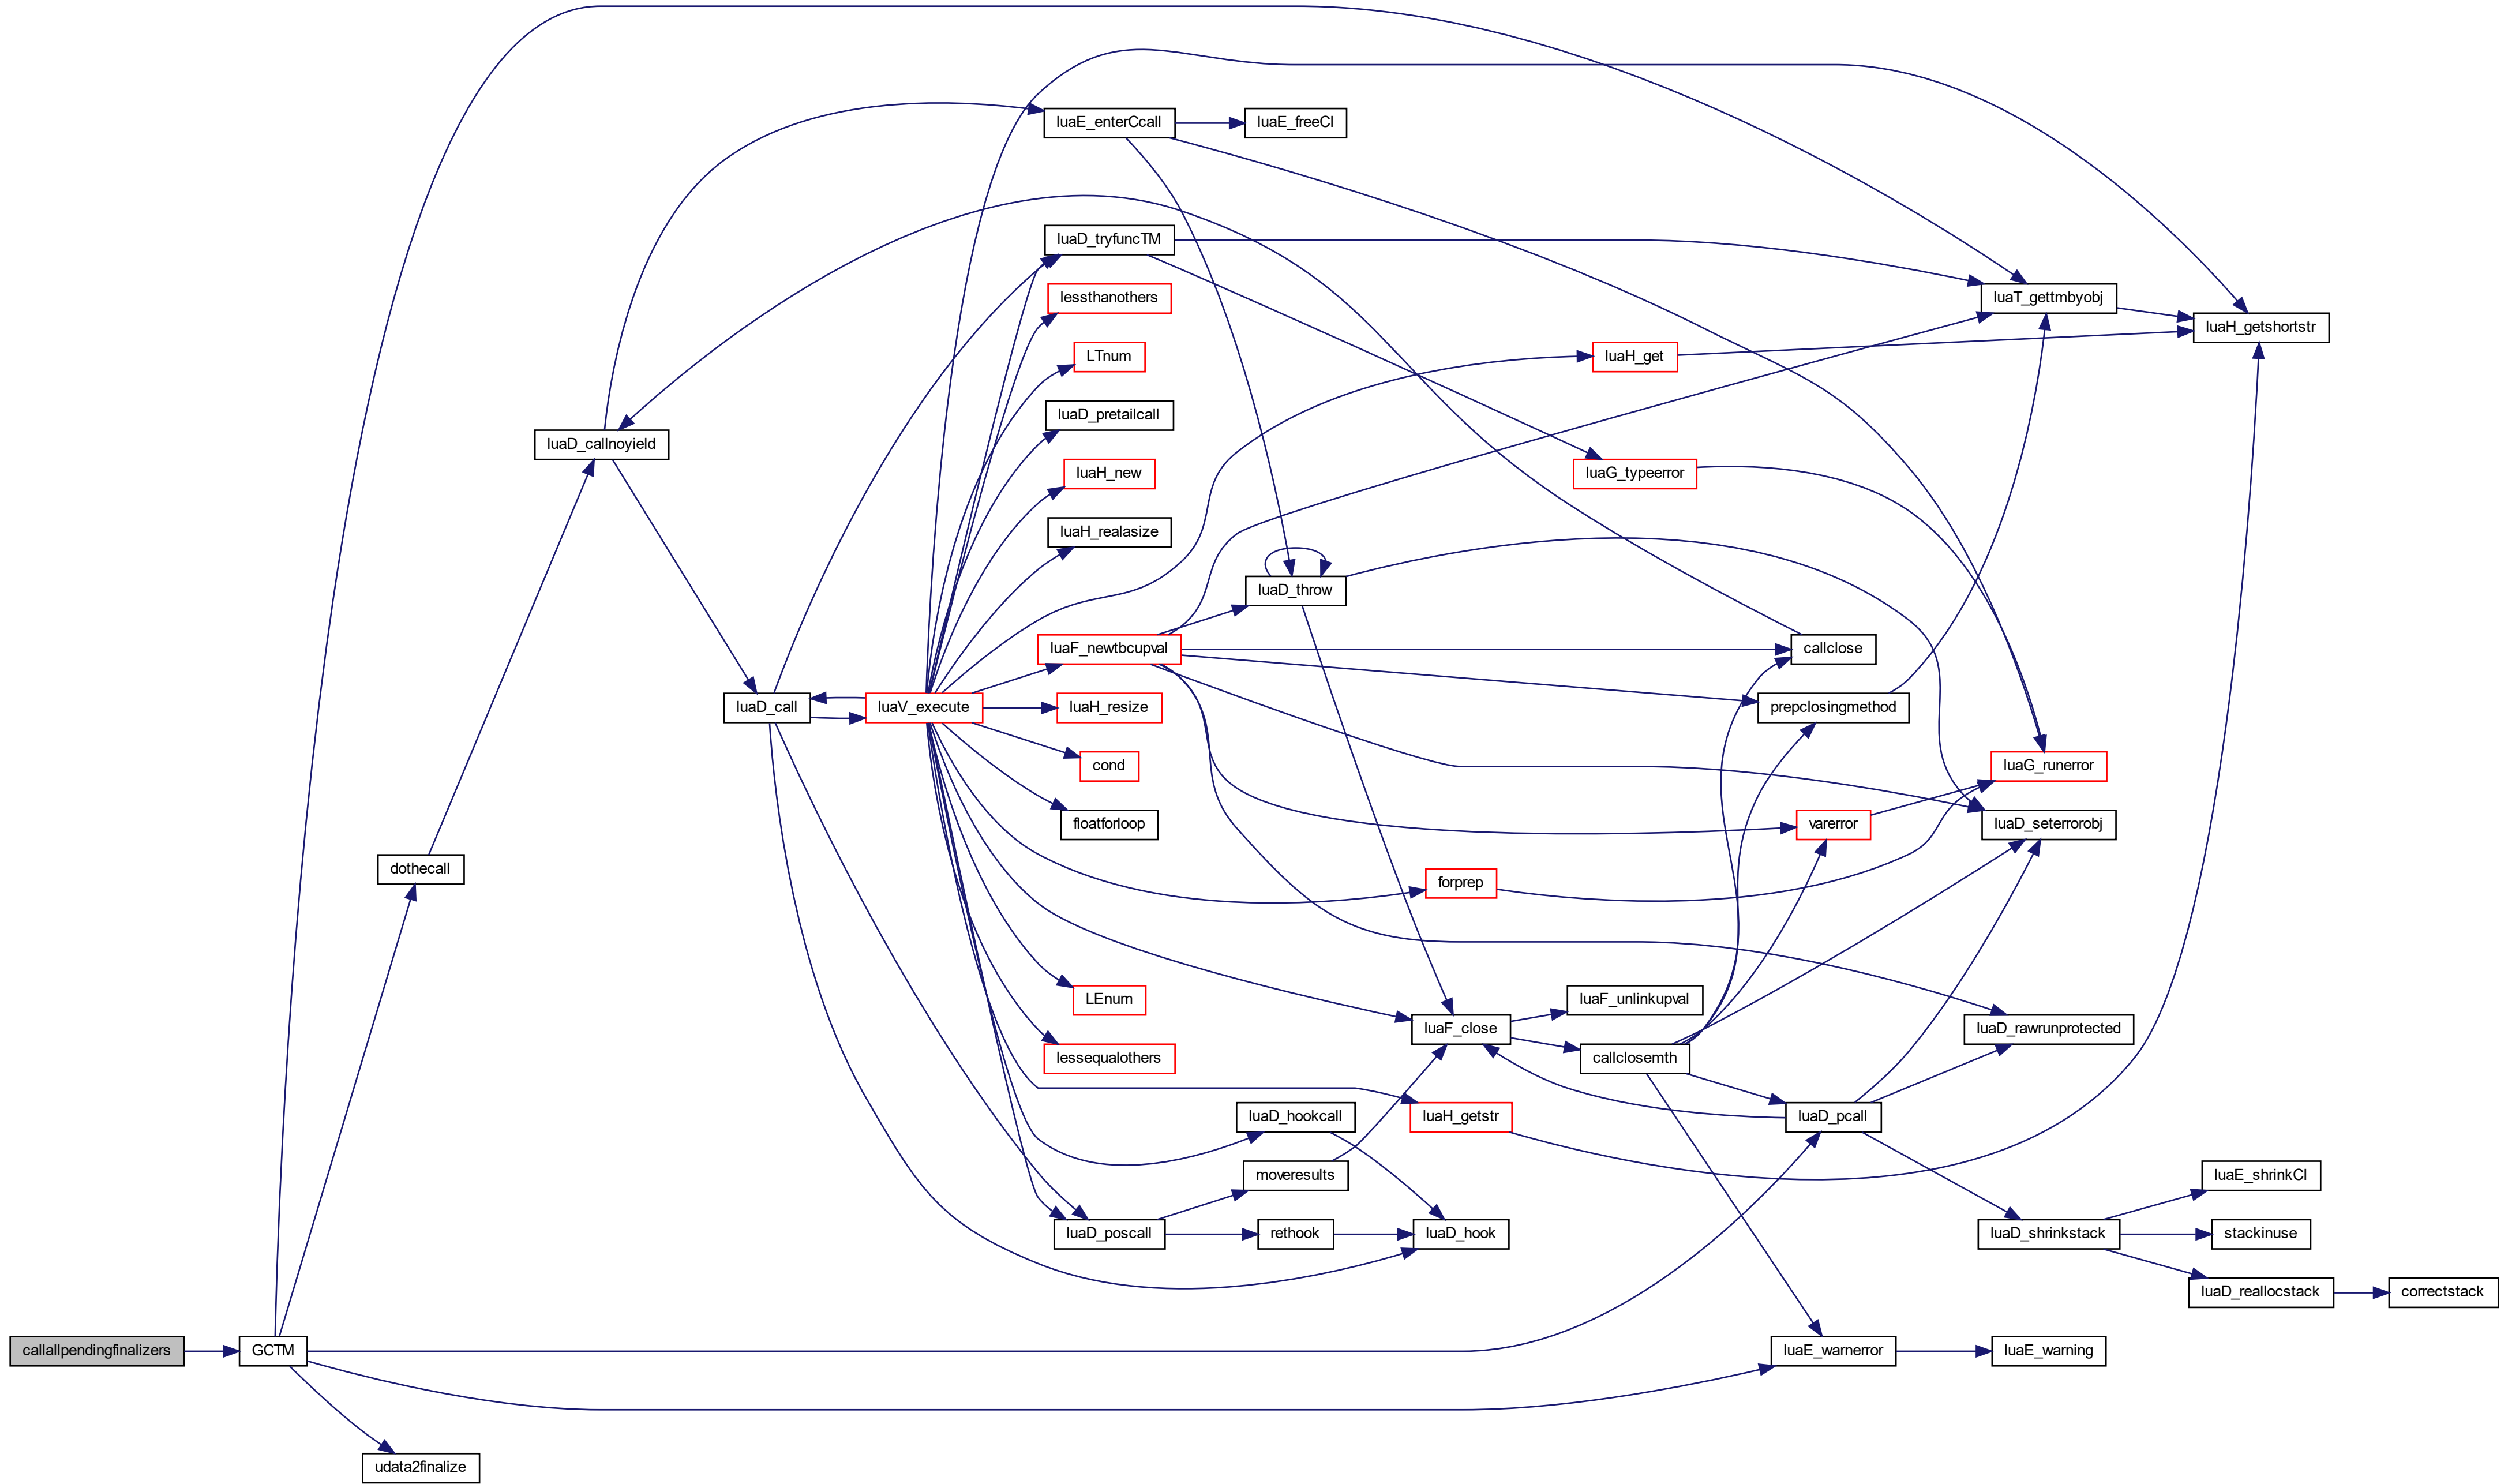 luaE_enterCcall
luaE_freeCI
luaD_tryfuncTM
lessthanothers
luaT_gettmbyobj
luaH_getshortstr
LTnum
luaH_get
luaD_pretailcall
luaD_callnoyield
luaH_new
luaG_typeerror
luaH_realasize
luaD_throw
luaF_newtbcupval
callclose
luaD_call
luaV_execute
luaH_resize
prepclosingmethod
cond
luaG_runerror
floatforloop
varerror
luaD_seterrorobj
dothecall
forprep
LEnum
luaF_unlinkupval
luaF_close
luaD_rawrunprotected
lessequalothers
callclosemth
luaD_hookcall
luaH_getstr
luaD_pcall
moveresults
luaE_shrinkCI
luaD_poscall
rethook
luaD_hook
luaD_shrinkstack
stackinuse
luaD_reallocstack
correctstack
callallpendingfinalizers
GCTM
luaE_warnerror
luaE_warning
udata2finalize